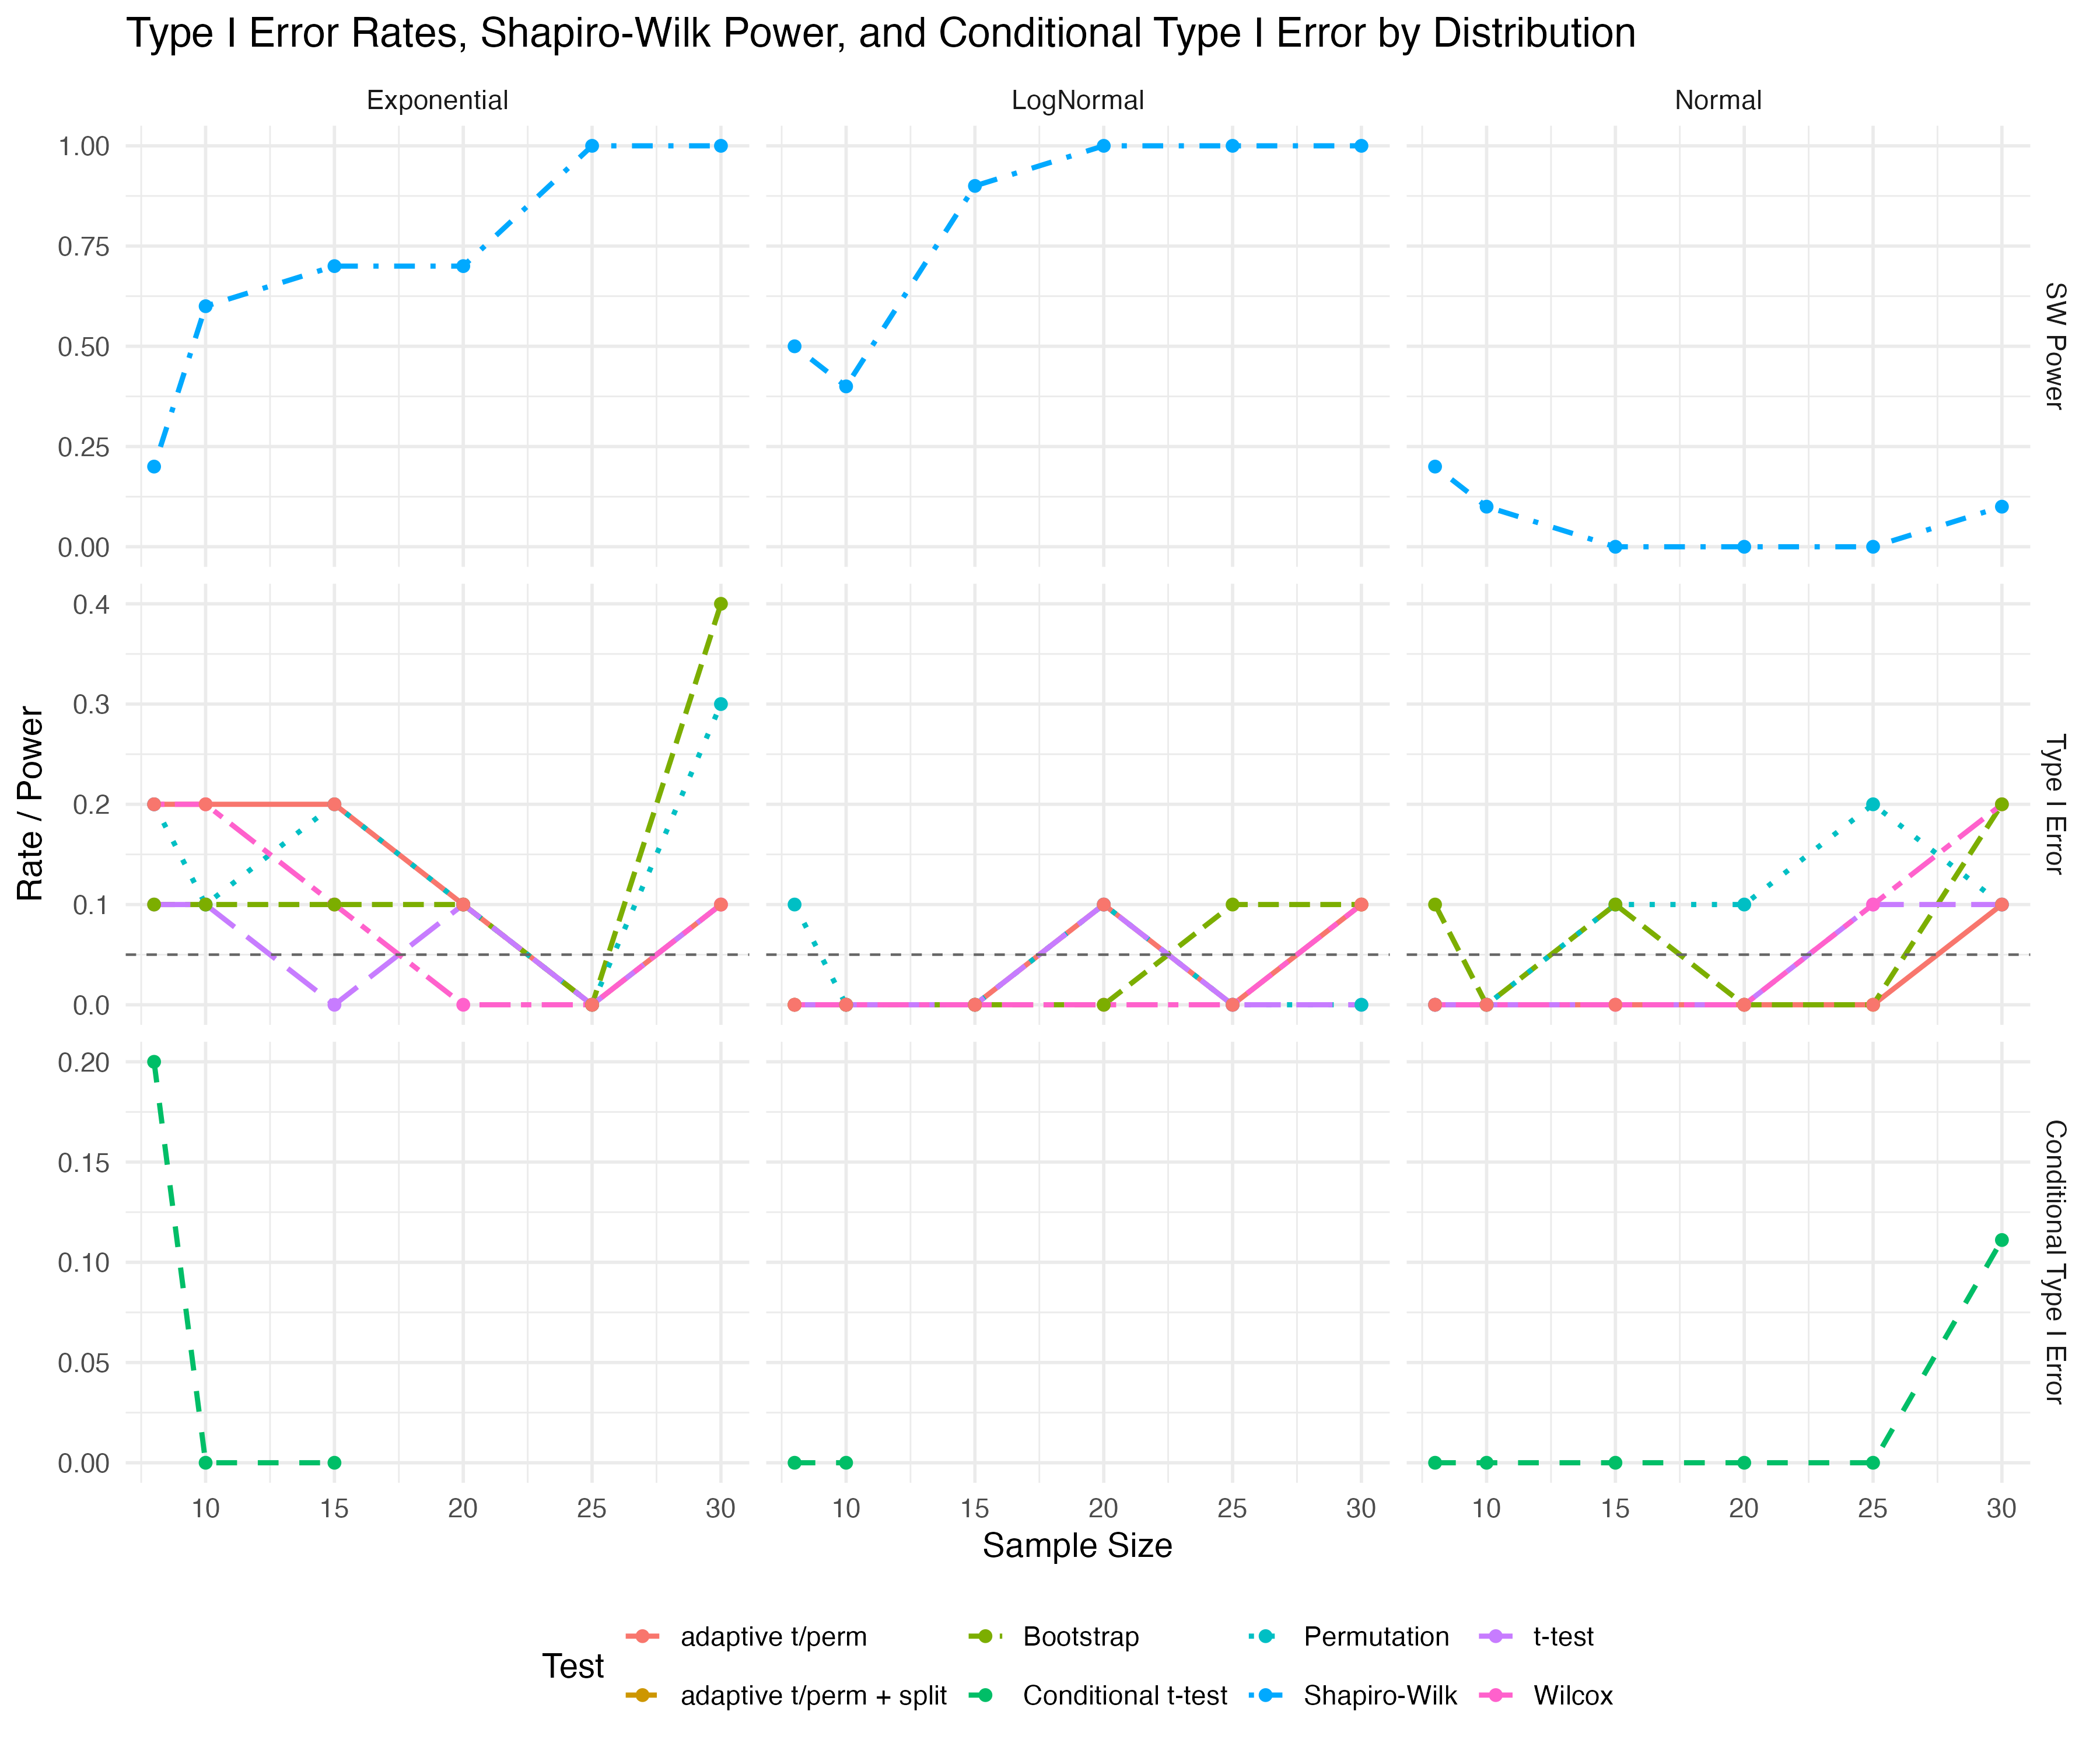 Type I Error Rates, Shapiro-Wilk Power, and Conditional Type I Error by Distribution
Exponential
LogNormal
Normal
1.00
0.75
0.50
0.25
0.00
SW Power
0.4
0.3
0.2
0.1
0.0
Type I Error
0.20
0.15
0.10
0.05
0.00
Conditional Type I Error
Rate / Power
10 15 20 25 30
10 15 20 25 30
10 15 20 25 30
Sample Size
Test
adaptive t/perm
Bootstrap
Permutation
t-test
adaptive t/perm + split
Conditional t-test
Shapiro-Wilk
Wilcox